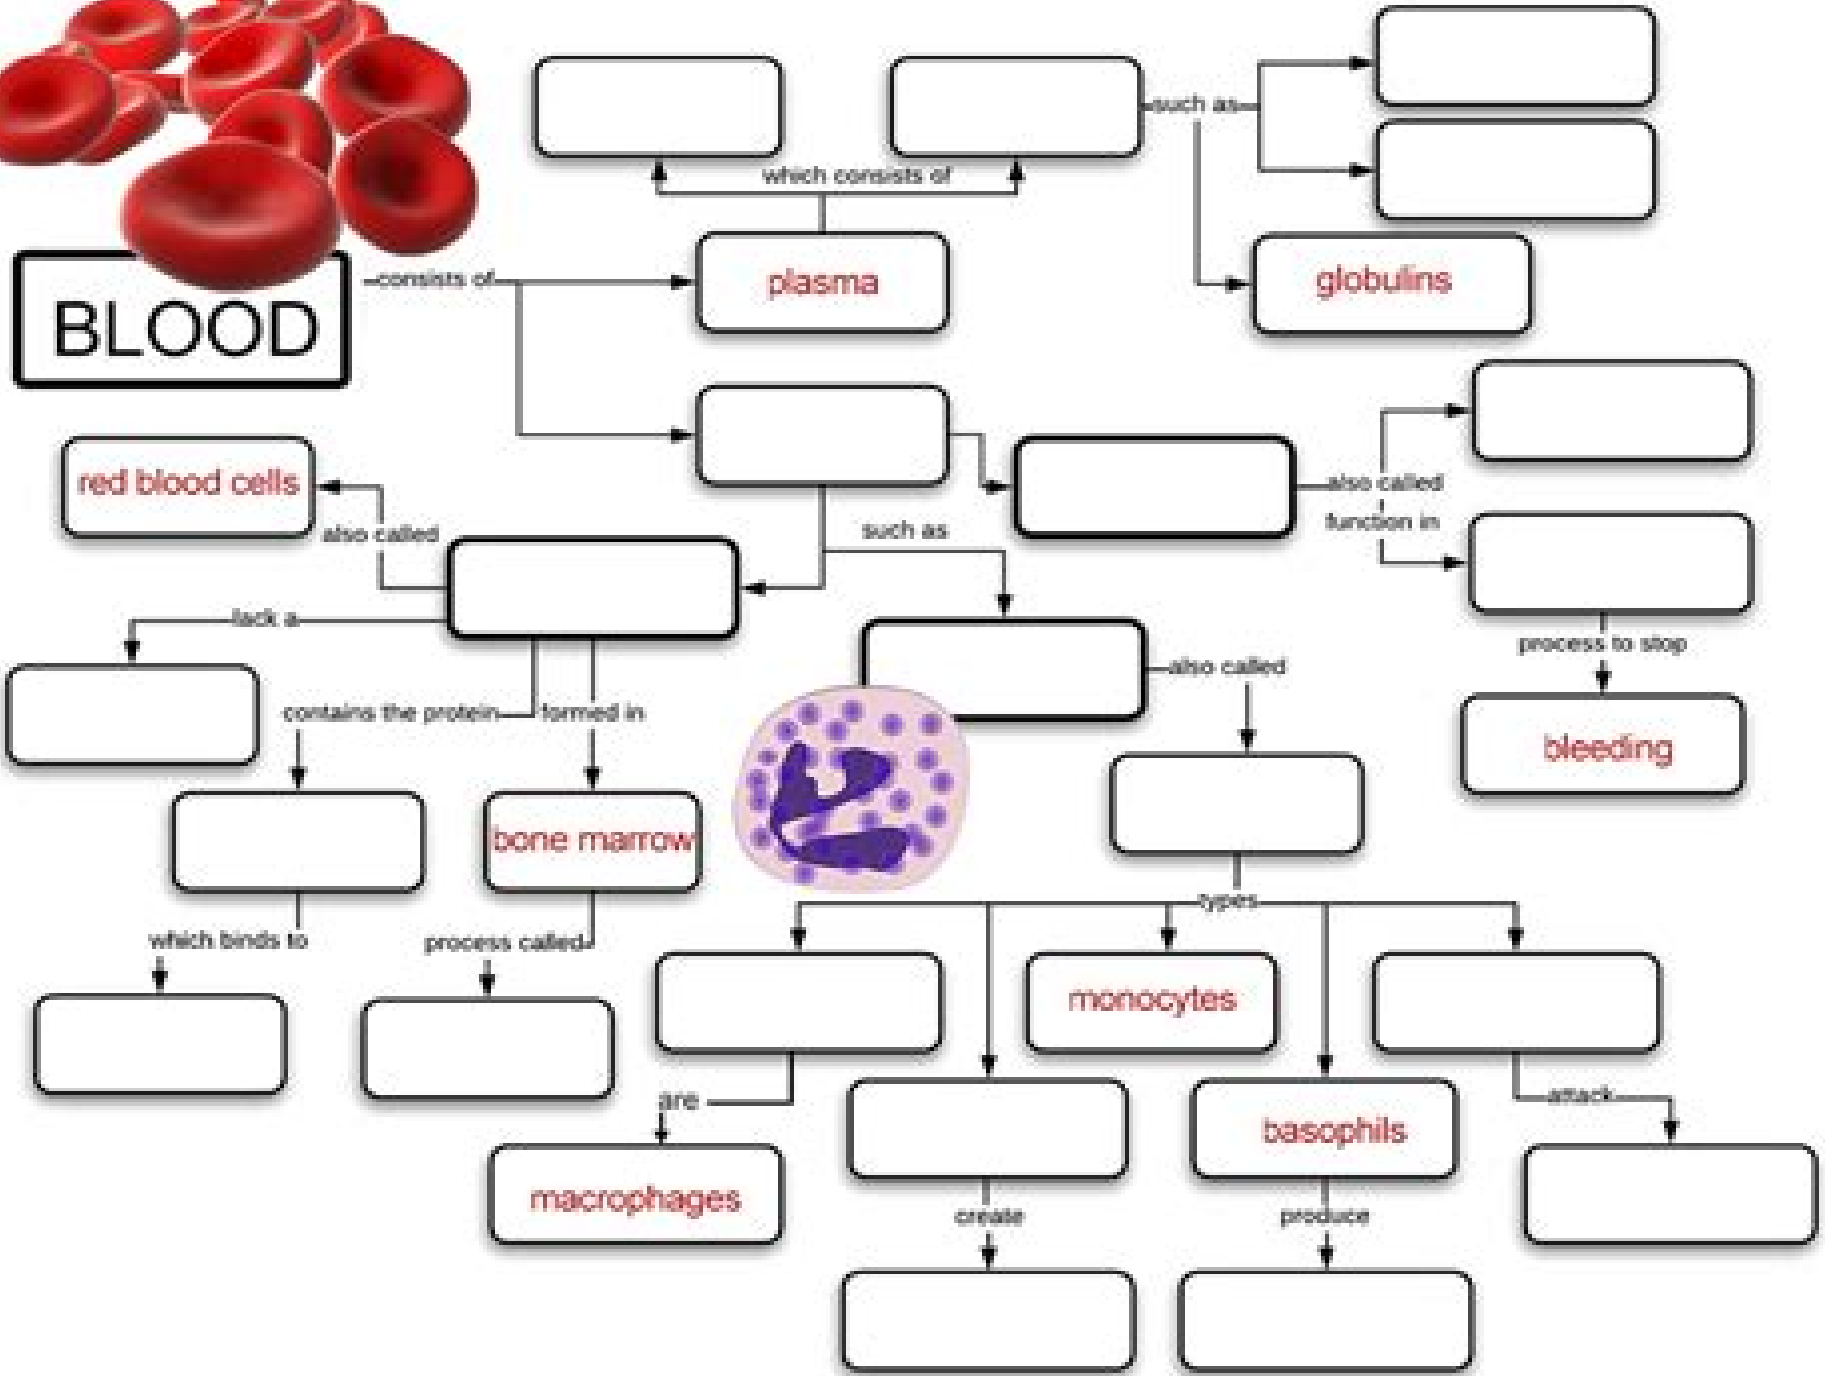 such as
which consists of
consists of
plasma
globulins
BLOOD
red blood cells
also called
also called
function in
such as
lack a
also called
process to stop
contains the protein
formed in
bleeding
bone marrow
types
which binds to
process called
monocytes
are
attack
basophils
macrophages
create
produce